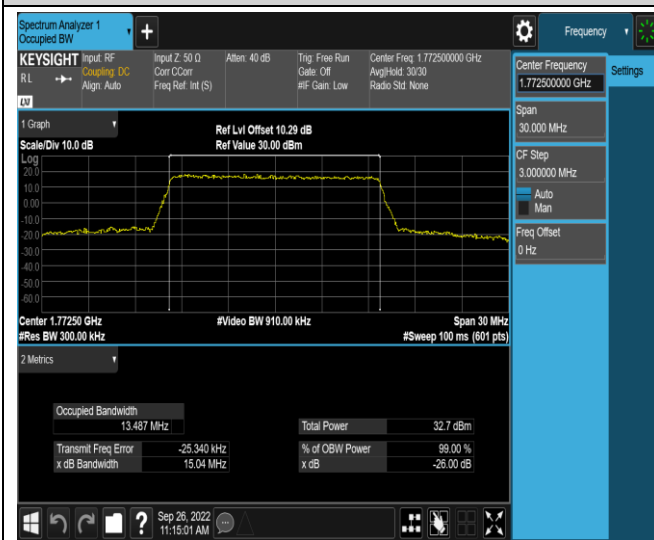 Spectrum Analyzer 1
Occupied BW
+
Frequency
KEYSIGHT
RL
LXI
Input: RF
Coupling: DC
Align: Auto
Input Z: 50 Ω
Corr CCorr
Freq Ref: Int (S)
Atten: 40 dB
Trig: Free Run
Gate: Off
#IF Gain: Low
Center Freq: 1.772500000 GHz
Avg|Hold: 30/30
Radio Std: None
Center Frequency
1.772500000 GHz
Settings
Span
30.000 MHz
CF Step
3.000000 MHz
Auto
Man
Freq Offset
0 Hz
1 Graph
Scale/Div 10.0 dB
Ref Lvl Offset 10.29 dB
Ref Value 30.00 dBm
Log
20.0
10.0
0.00
-10.0
-20.0
-30.0
-40.0
-50.0
-60.0
Center 1.77250 GHz
#Video BW 910.00 kHz
Span 30 MHz
#Res BW 300.00 kHz
#Sweep 100 ms (601 pts)
2 Metrics
Occupied Bandwidth
13.487 MHz
Total Power 32.7 dBm
Transmit Freq Error -25.340 kHz
% of OBW Power 99.00 %
x dB Bandwidth 15.04 MHz
x dB -26.00 dB
?
Sep 26, 2022
11:15:01 AM